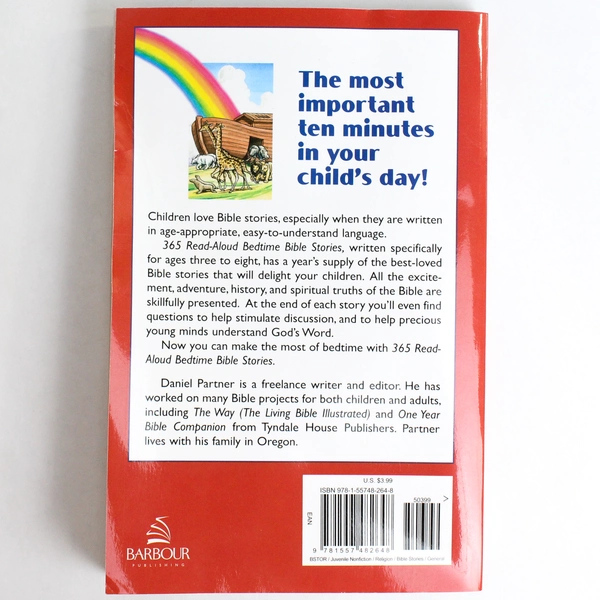 The most
important
ten minutes
in your
child's day!
Children love Bible stories, especially when they are written
in age-appropriate, easy-to-understand language.
365 Read-Aloud Bedtime Bible Stories, written specifically
for ages three to eight, has a year's supply of the best-loved
Bible stories that will delight your children. All the excite-
ment, adventure, history, and spiritual truths of the Bible are
skillfully presented. At the end of each story you'll even find
questions to help stimulate discussion, and to help precious
young minds understand God's Word.
Now you can make the most of bedtime with 365 Read-
Aloud Bedtime Bible Stories.
Daniel Partner is a freelance writer and editor. He has
worked on many Bible projects for both children and adults,
including The Way (The Living Bible Illustrated) and One Year
Bible Companion from Tyndale House Publishers. Partner
lives with his family in Oregon.
U.S. $3.99
ISBN 978-1-55748-264-8
50399 >
EAN
9 781557 482648
BSTOR / Juvenile Nonfiction / Religion / Bible Stories / General
BARBOUR
PUBLISHING